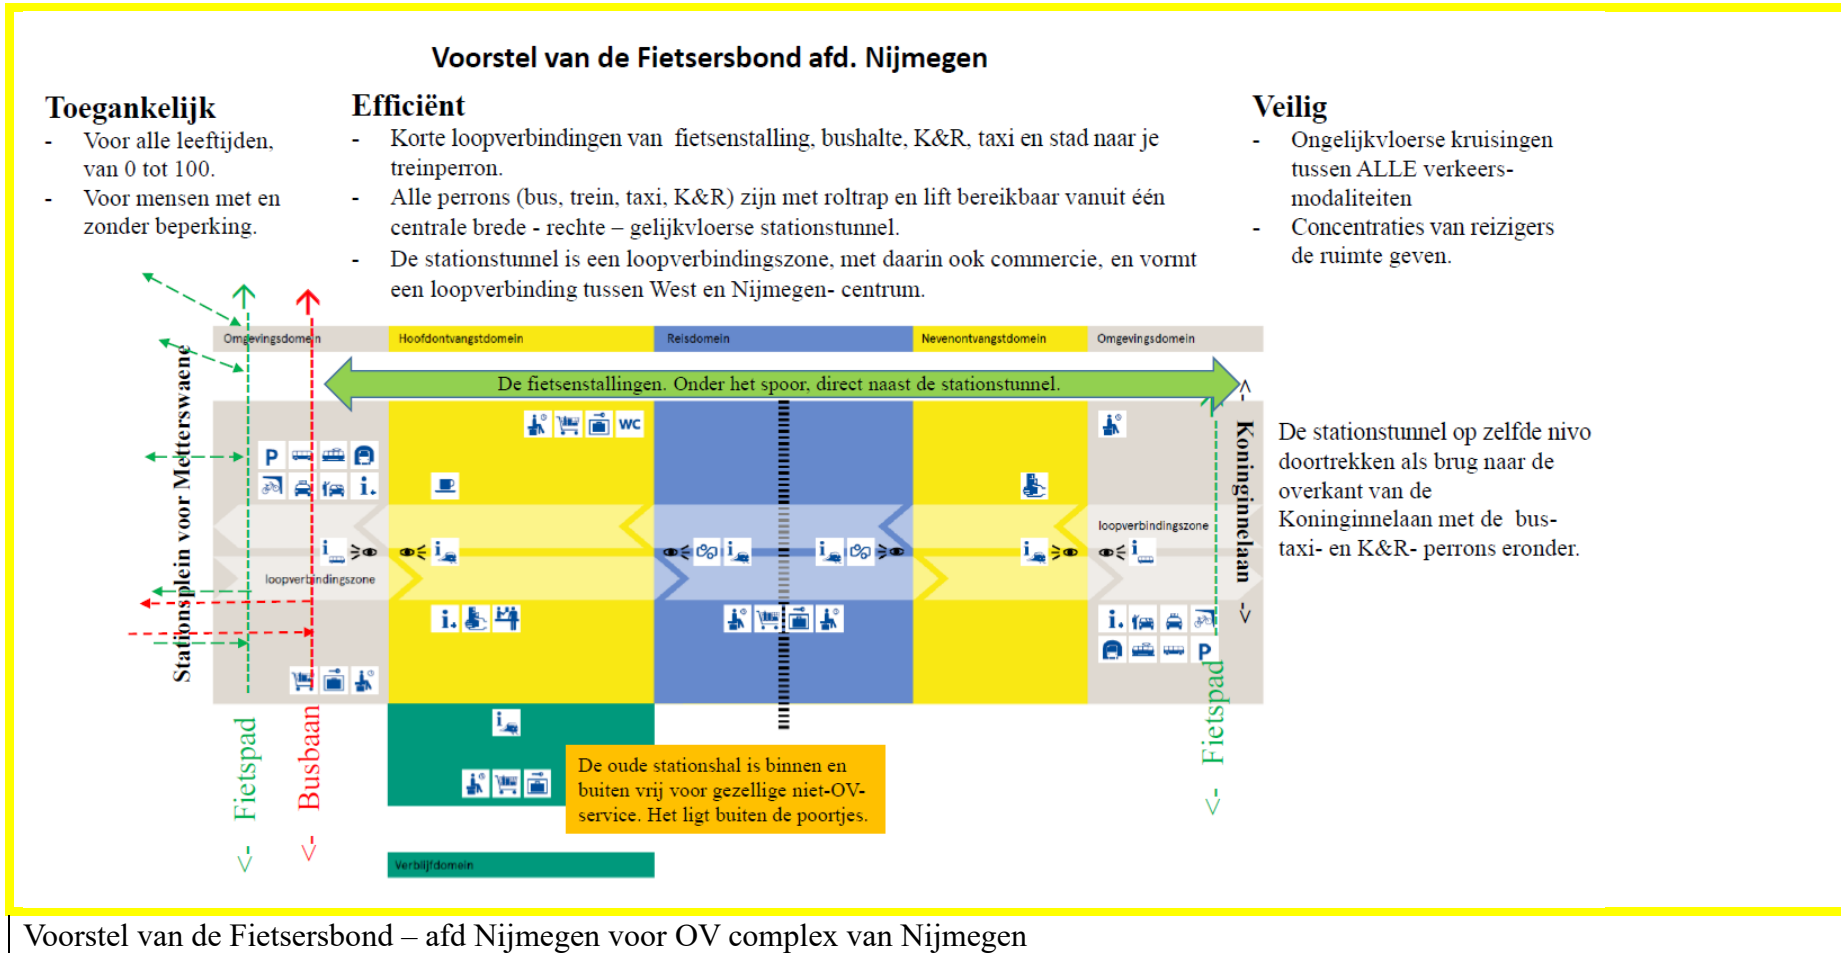 Voorstel van de Fietsersbond afd. Nijmegen
Toegankelijk
- Voor alle leeftijden,
van 0 tot 100.
- Voor mensen met en
zonder beperking.
Efficiënt
- Korte loopverbindingen van fietsenstalling, bushalte, K&R, taxi en stad naar je
treinperron.
- Alle perrons (bus, trein, taxi, K&R) zijn met roltrap en lift bereikbaar vanuit één
centrale brede - rechte – gelijkvloerse stationstunnel.
- De stationstunnel is een loopverbindingszone, met daarin ook commercie, en vormt
een loopverbinding tussen West en Nijmegen- centrum.
Veilig
- Ongelijkvloerse kruisingen
tussen ALLE verkeers-
modaliteiten
- Concentraties van reizigers
de ruimte geven.
Omgevingsdomein
Hoofdontvangstdomein
Reisdomein
Nevenontvangstdomein
Omgevingsdomein
De fietsenstallingen. Onder het spoor, direct naast de stationstunnel.
Stationsplein voor Metterswaene
WC
P
i
i
i
i
i
i
i
loopverbindingszone
loopverbindingszone
i
i
P
<- Koninginnelaan ->
De stationstunnel op zelfde nivo
doortrekken als brug naar de
overkant van de
Koninginnelaan met de bus-
taxi- en K&R- perrons eronder.
<- Fietspad
<- Busbaan
<- Fietspad
i
De oude stationshal is binnen en
buiten vrij voor gezellige niet-OV-
service. Het ligt buiten de poortjes.
Verblijfdomein
Voorstel van de Fietsersbond – afd Nijmegen voor OV complex van Nijmegen